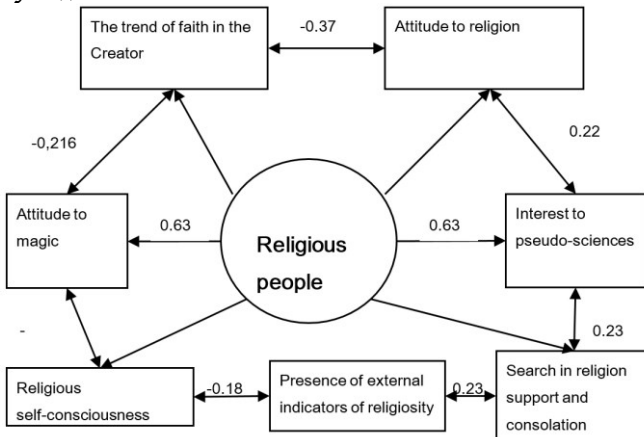 The trend of faith in the
Creator
-0.37
Attitude to religion
-0,216
0.22
Attitude to
magic
0.63
Religious
people
0.63
Interest to
pseudo-sciences
-
0.23
Religious
self-consciousness
-0.18
Presence of external
indicators of religiosity
0.23
Search in religion
support and
consolation